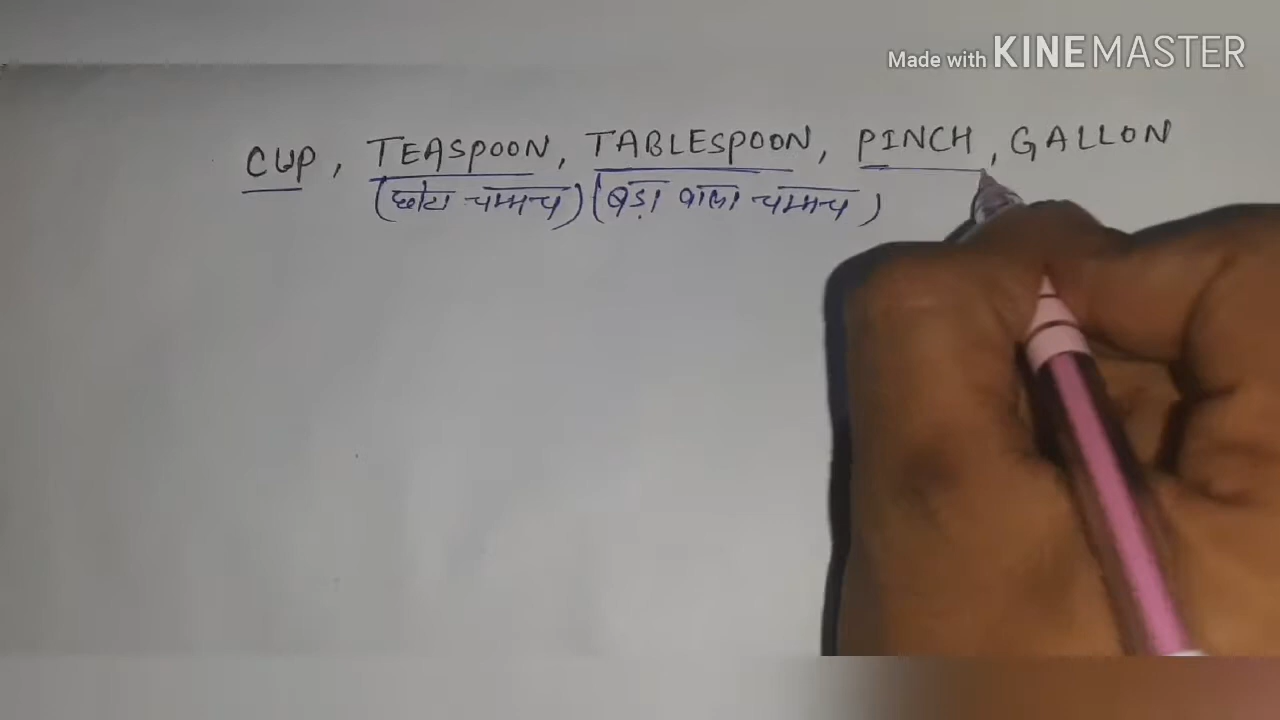 Made with KINEMASTER
CUP, TEASPOON, TABLESPOON, PINCH, GALLON
(छोटा चम्मच) (बड़ा वाला चम्मच)